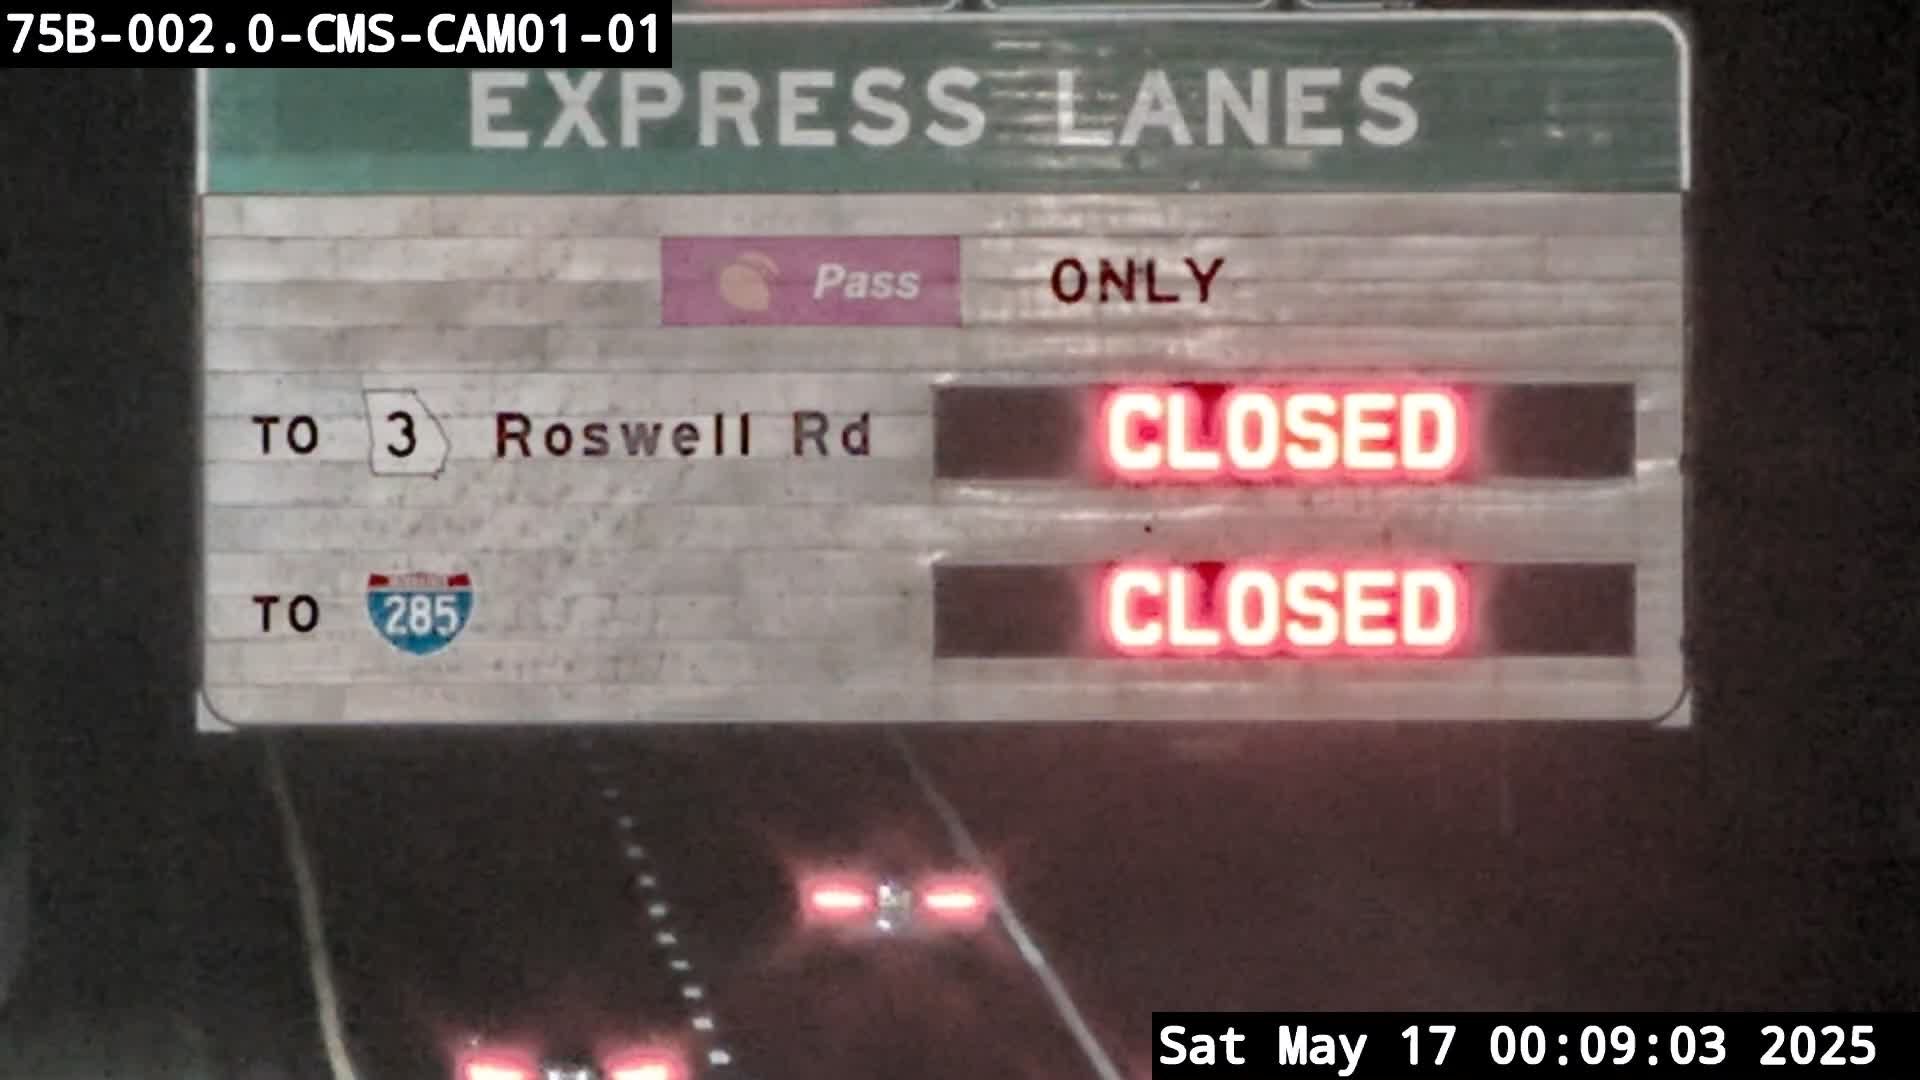 75B-002.0-CMS-CAM01-01
EXPRESS LANES
Pass ONLY
TO 3 Roswell Rd CLOSED
TO 285 CLOSED
Sat May 17 00:09:03 2025